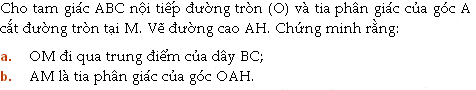 Cho tam giác ABC nội tiếp đường tròn (O) và tia phân giác của góc A
cắt đường tròn tại M. Vẽ đường cao AH. Chứng minh rằng:
a. OM đi qua trung điểm của dây BC;
b. AM là tia phân giác của góc OAH.